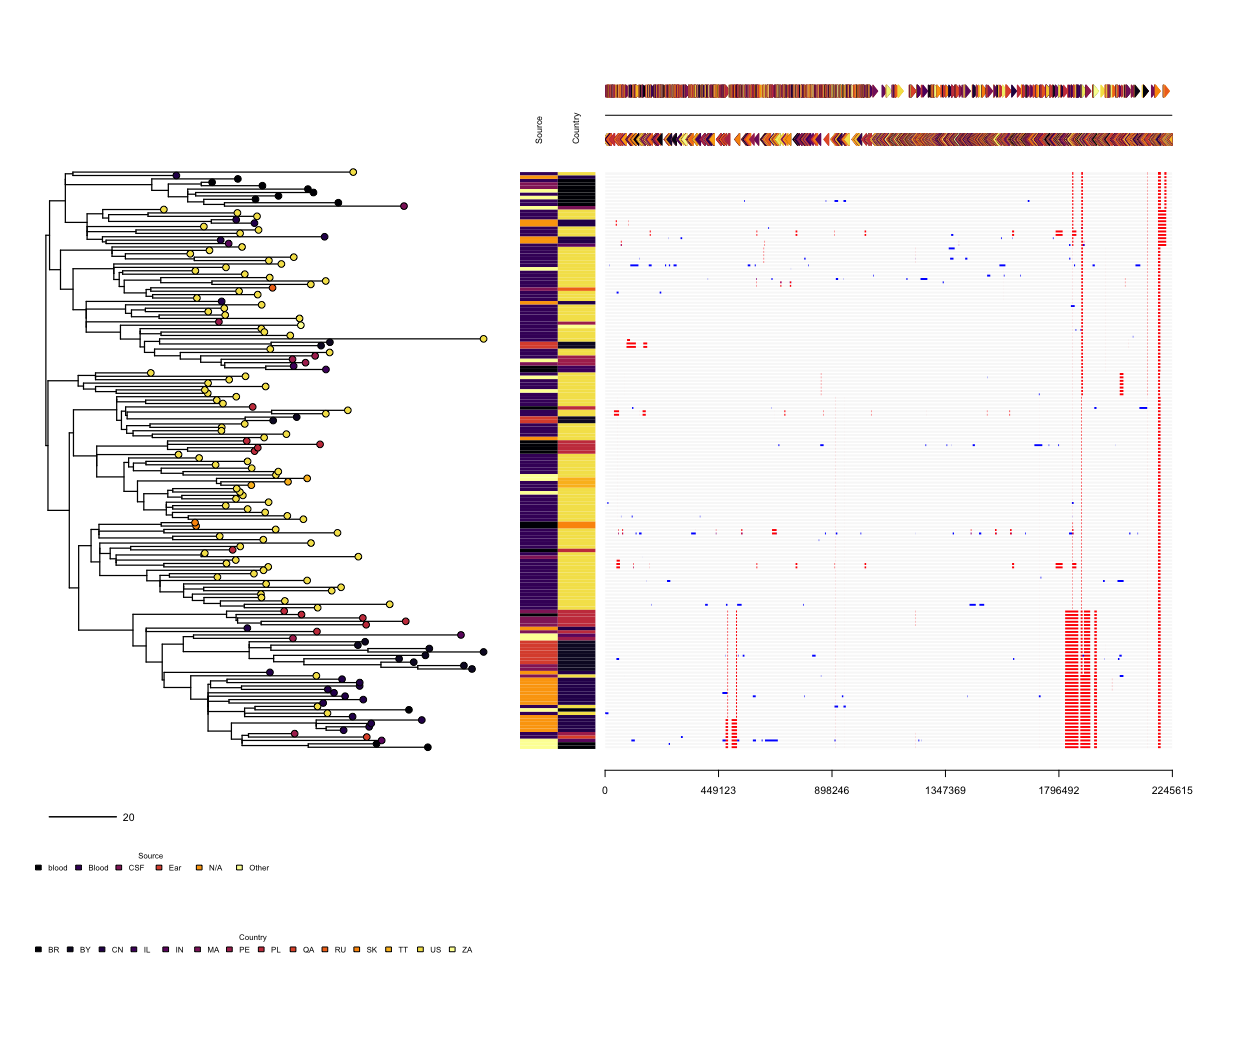 Source
Country
0 449123 898246 1347369 1796492 2245615
20
Source
blood Blood CSF Ear N/A Other
Country
BR BY CN IL IN MA PE PL QA RU SK TT US ZA